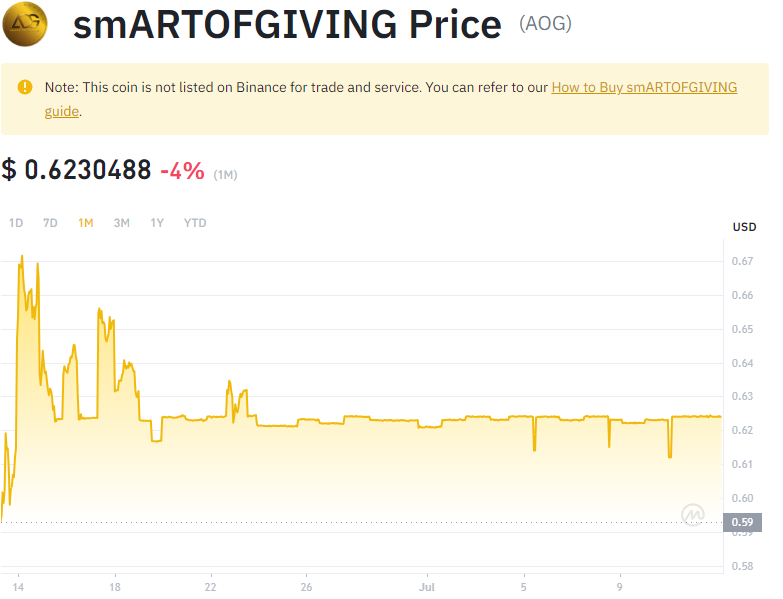 AOG
smARTOFGIVING Price (AOG)
Note: This coin is not listed on Binance for trade and service. You can refer to our How to Buy smARTOFGIVING
guide.
$ 0.6230488 -4% (1M)
1D 7D 1M 3M 1Y YTD
USD
0.67
0.66
0.65
0.64
0.63
0.62
0.61
0.60
0.59
0.59
0.58
14 18 22 26 Jul 5 9